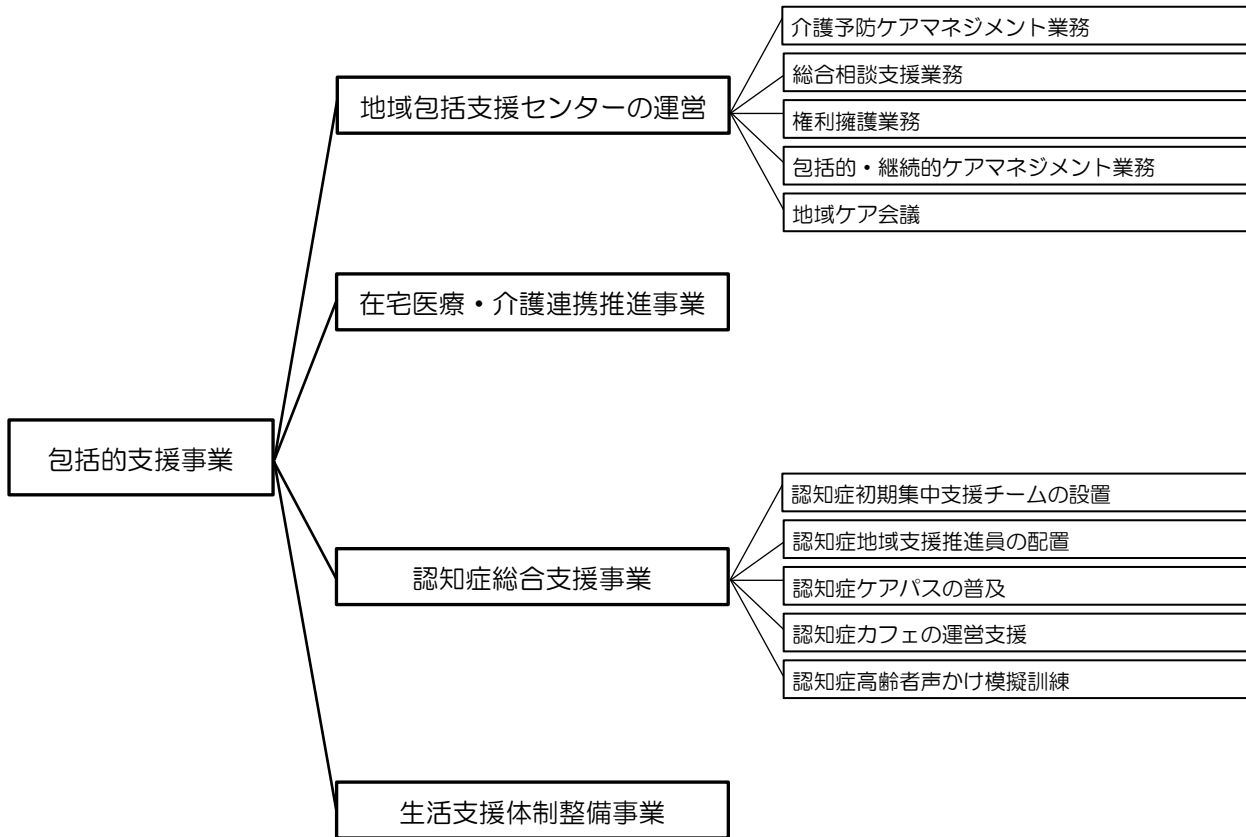 包括的支援事業
地域包括支援センターの運営
介護予防ケアマネジメント業務
総合相談支援業務
権利擁護業務
包括的・継続的ケアマネジメント業務
地域ケア会議
在宅医療・介護連携推進事業
認知症総合支援事業
認知症初期集中支援チームの設置
認知症地域支援推進員の配置
認知症ケアパスの普及
認知症カフェの運営支援
認知症高齢者声かけ模擬訓練
生活支援体制整備事業